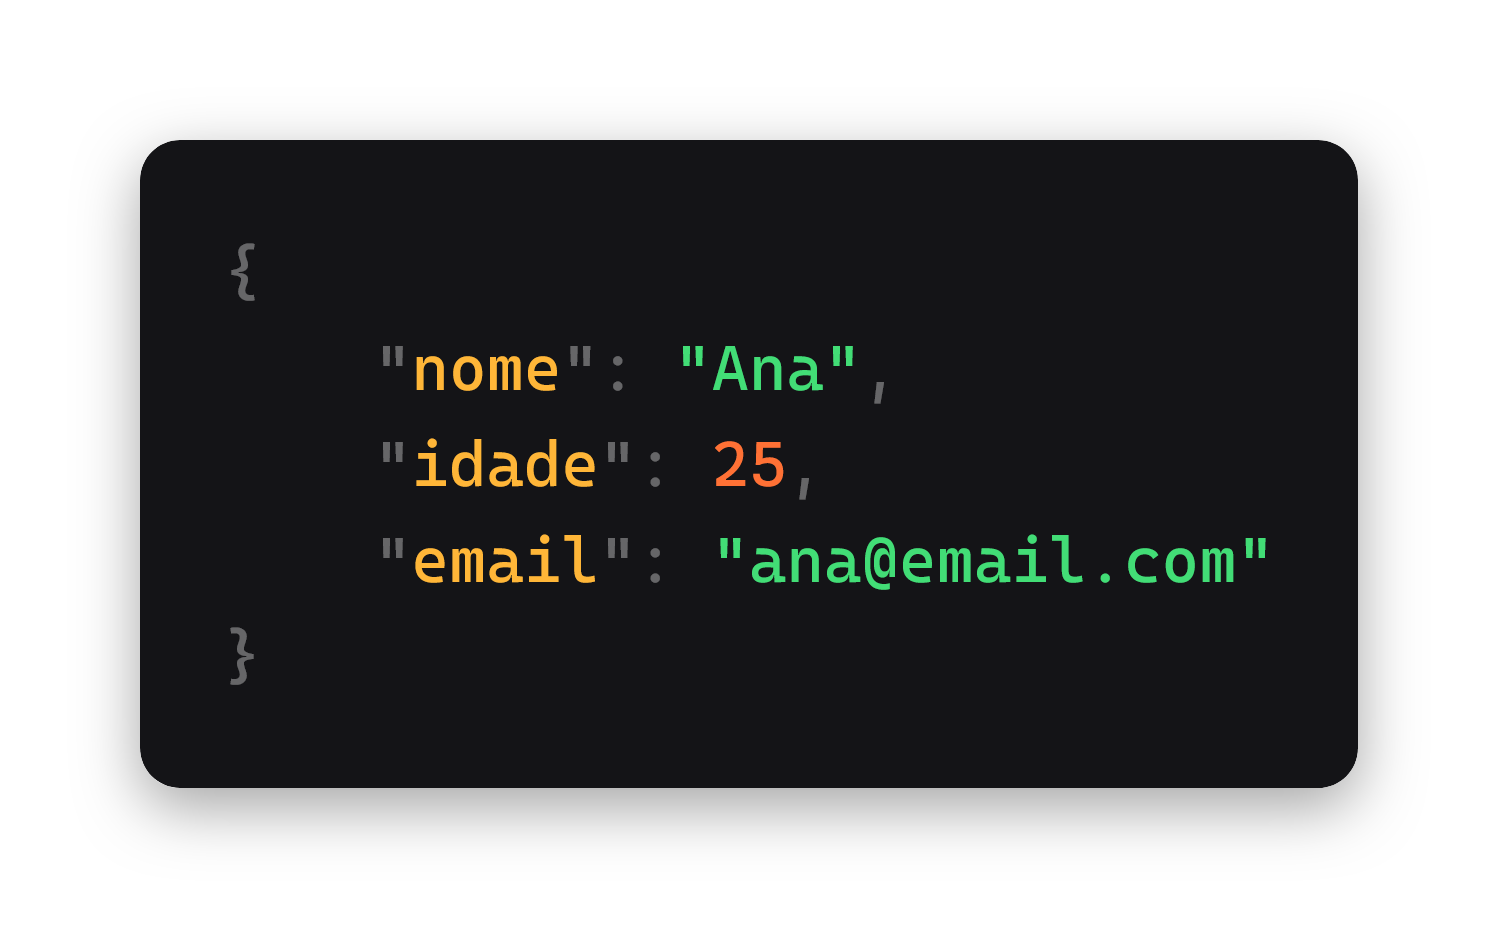 {
    "nome": "Ana",
    "idade": 25,
    "email": "ana@email.com"
}